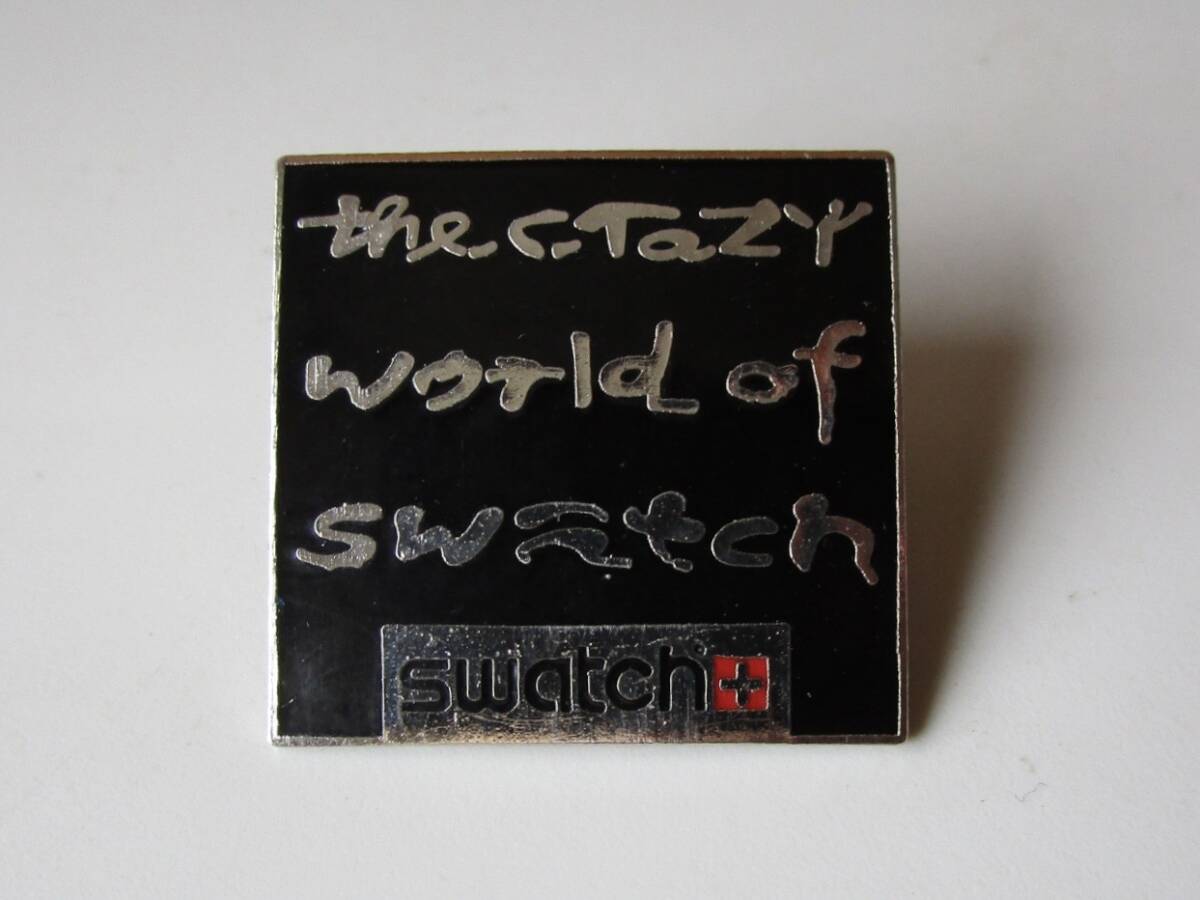 the crazy
world of
swatch
swatch